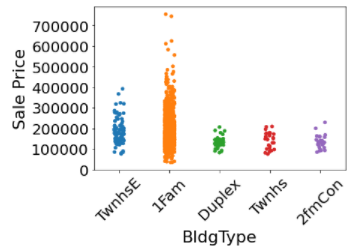 Sale Price
700000
600000
500000
400000
300000
200000
100000
0
TwnhsE
1Fam
Duplex
Twnhs
2fmCon
BldgType